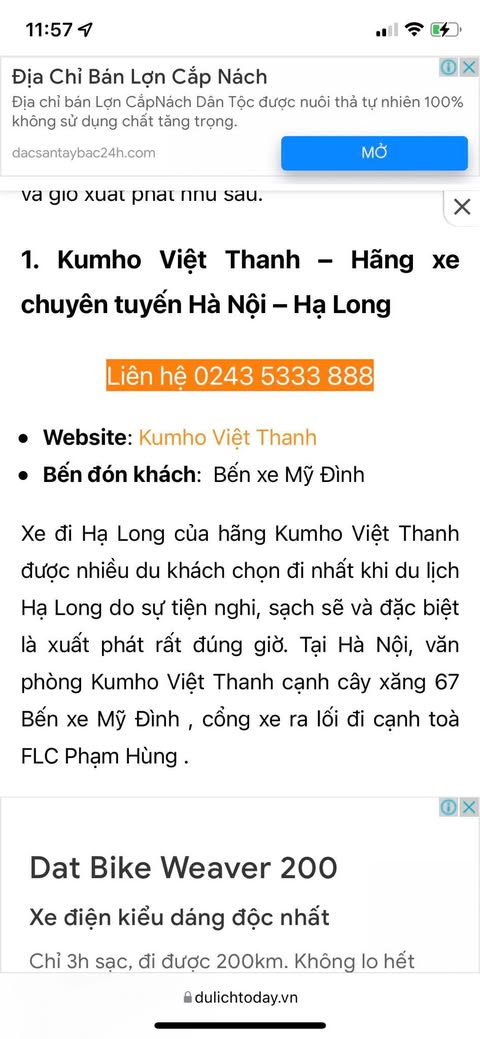 11:57
Địa Chỉ Bán Lợn Cắp Nách
Địa chỉ bán Lợn CắpNách Dân Tộc được nuôi thả tự nhiên 100%
không sử dụng chất tăng trọng.
dacsantaybac24h.com
MỞ
và giờ xuất phát như sau:
1. Kumho Việt Thanh – Hãng xe
chuyên tuyến Hà Nội – Hạ Long
Liên hệ 0243 5333 888
Website: Kumho Việt Thanh
Bến đón khách: Bến xe Mỹ Đình
Xe đi Hạ Long của hãng Kumho Việt Thanh
được nhiều du khách chọn đi nhất khi du lịch
Hạ Long do sự tiện nghi, sạch sẽ và đặc biệt
là xuất phát rất đúng giờ. Tại Hà Nội, văn
phòng Kumho Việt Thanh cạnh cây xăng 67
Bến xe Mỹ Đình , cổng xe ra lối đi cạnh toà
FLC Phạm Hùng .
Dat Bike Weaver 200
Xe điện kiểu dáng độc nhất
Chỉ 3h sạc, đi được 200km. Không lo hết
dulichtoday.vn